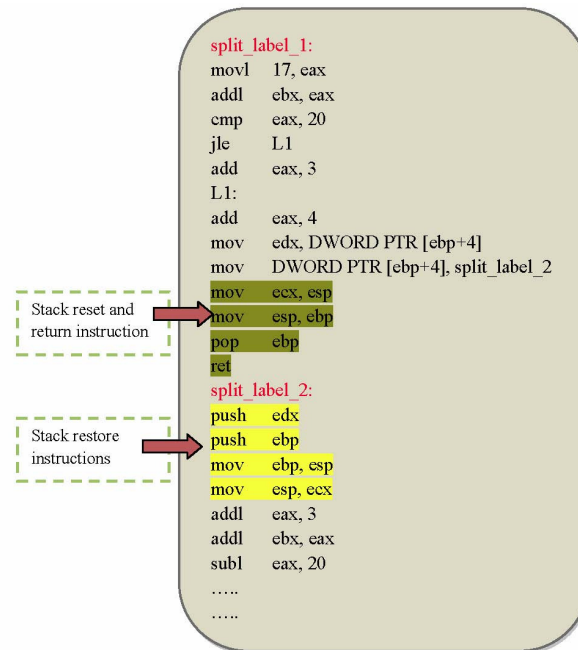 split_label_1:
movl 17, eax
addl ebx, eax
cmp eax, 20
jle L1
add eax, 3
L1:
add eax, 4
mov edx, DWORD PTR [ebp+4]
mov DWORD PTR [ebp+4], split_label_2
mov ecx, esp
mov esp, ebp
pop ebp
ret
Stack reset and
return instruction
split_label_2:
push edx
push ebp
mov ebp, esp
mov esp, ecx
Stack restore
instructions
addl eax, 3
addl ebx, eax
subl eax, 20
…..
…..